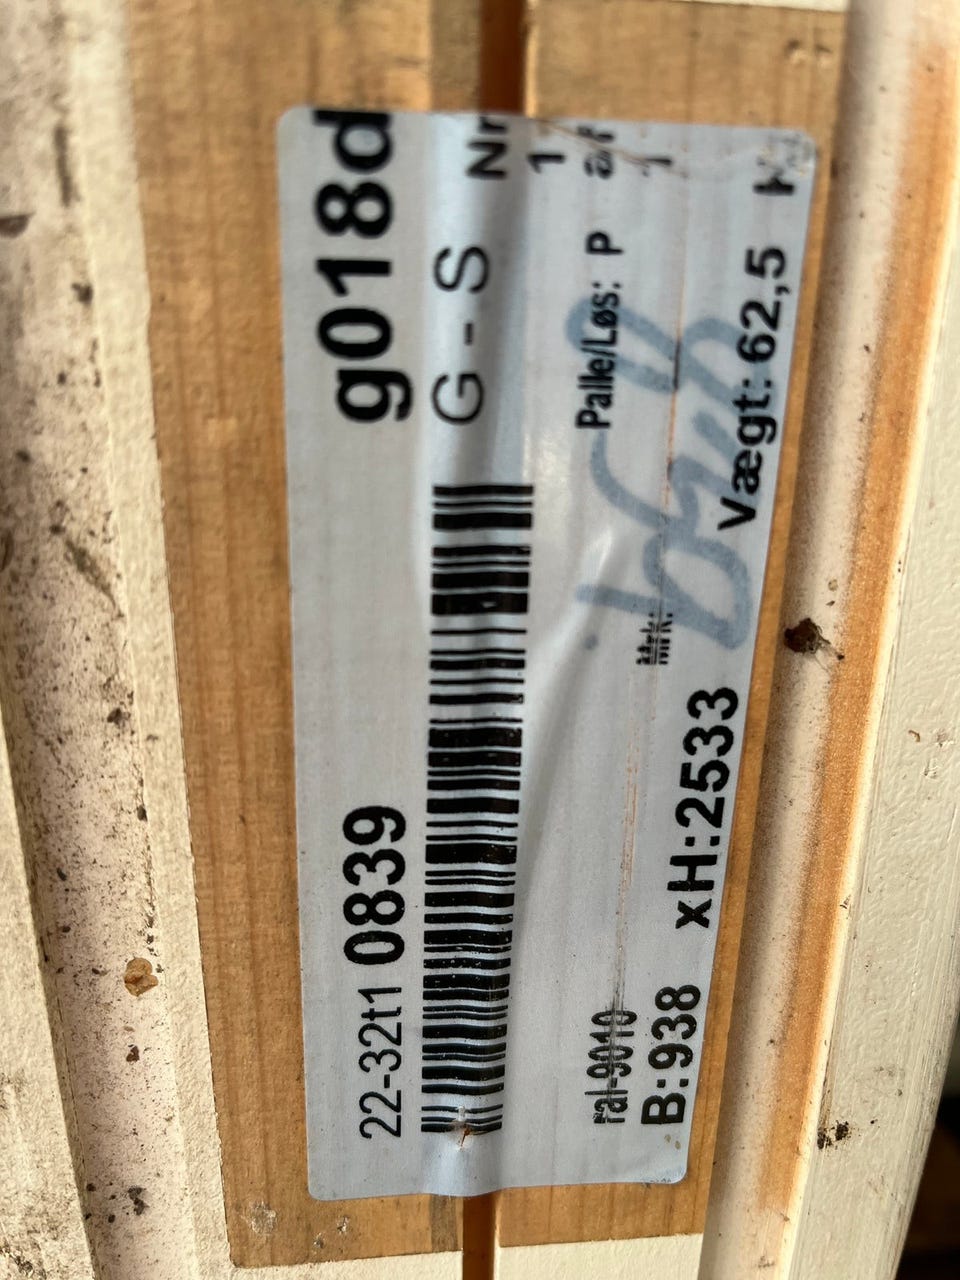 22-32t1 0839 g018d
G - S Nr
1
ral-9010 Palle/Løs: P af
Mrk: 1
B:938 xH:2533 Vægt: 62,5 K